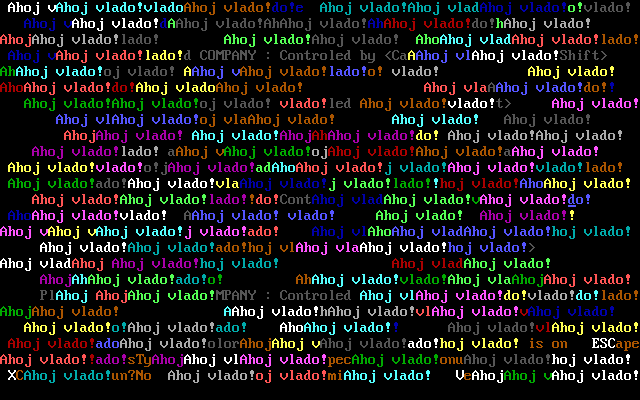 Ahoj vAhoj vlado!vladoAhoj vlado!do!c Ahoj vlado!Ahoj vladAhoj vlado!o!vlado!
Ahoj vAhoj vlado!dAhoj vlado!AhAhoj vlado!AhAhoj vlado!do!hAhoj vlado!
AhojAhoj vlado! vlado! Ahoj vlado!Ahoj vlado! AhoAhoj vladAhoj vlado!lado!
Ahoj vAhoj vlado!lado!d COMPANY : Controled by <CaAAhoj vlAhoj vlado!Shift>
AhAhoj vlado!oj vlado! AAhoj vAhoj vlado!lado!o! vlado! Ahoj vlado!
AhoAhoj vlado!do!Ahoj vladoAhoj vlado! Ahoj vlaAAhoj vlado!do!!
Ahoj vlado!Ahoj vlado!oj vlado! vlado!led Ahoj vlado!vlado!t> Ahoj vlado!
Ahoj vlAhoj vlado!oj vlaAhoj vlado! Ahoj vlado! Ahoj vlado!
AhojAhoj vlado! vlado! Ahoj vlado!AhojAhAhoj vlado!do! Ahoj vlado!Ahoj vlado!
Ahoj vlado!lado! aAhoj vAhoj vlado!ojAhoj vladoAhoj vlado!aAhoj vlado!
Ahoj vlado!vlado!o!jAhoj vlado!adAhoAhoj vlado!j vlado!Ahoj vlado!vlado!lado!
Ahoj vlado!ado!Ahoj vlado!vlaAhoj vlado!j vlado!lado!!hoj vlado!AhoAhoj vlado!
Ahoj vlado!Ahoj vlado!lado!!do!ContAhoj vladAhoj vlado!vAhoj vlado!do!
AhoAhoj vlado!vlado! AAhoj vlado! vlado! Ahoj vlado! Ahoj vlado!!
Ahoj vAhoj vAhoj vlado!j vlado!ado! Ahoj vlaAhoj vladAhoj vlado!hoj vlado!
Ahoj vlado!Ahoj vlado!ado!hoj vlAhoj vlaAhoj vlado!hoj vlado!>
Ahoj vladAhoj Ahoj vlado!hoj vlado! Ahoj vladAhoj vlado!
AhojAhAhoj vlado!ado!o! AhAhoj vlado!vlado!Ahoj vlaAhojAhoj vlado!
PlAhoj AhojAhoj vlado!MPANY : Controled Ahoj vlAhoj vlado!do!vlado!do! lado!
AhojAhoj vlado! Ahoj vlado!hAhoj vlado!vlAhoj vlado!vAhoj vlado!
Ahoj vlado!o!Ahoj vlado!ado! AhoAhoj vlado!! Ahoj vlado!vlAhoj vlado!
Ahoj vlado!adoAhoj vlado!olorAhojAhoj vAhoj vlado!ado!hoj vlado! is on ESCape
Ahoj vlado!!ado!sTyAhojAhoj vlAhoj vlado!pecAhoj vlado!omuAhoj vlado!hoj vlado!
XCAhoj vlado!un?No Ahoj vlado!oj vlado!miAhoj vlado! VeAhoj vAhoj vlado!